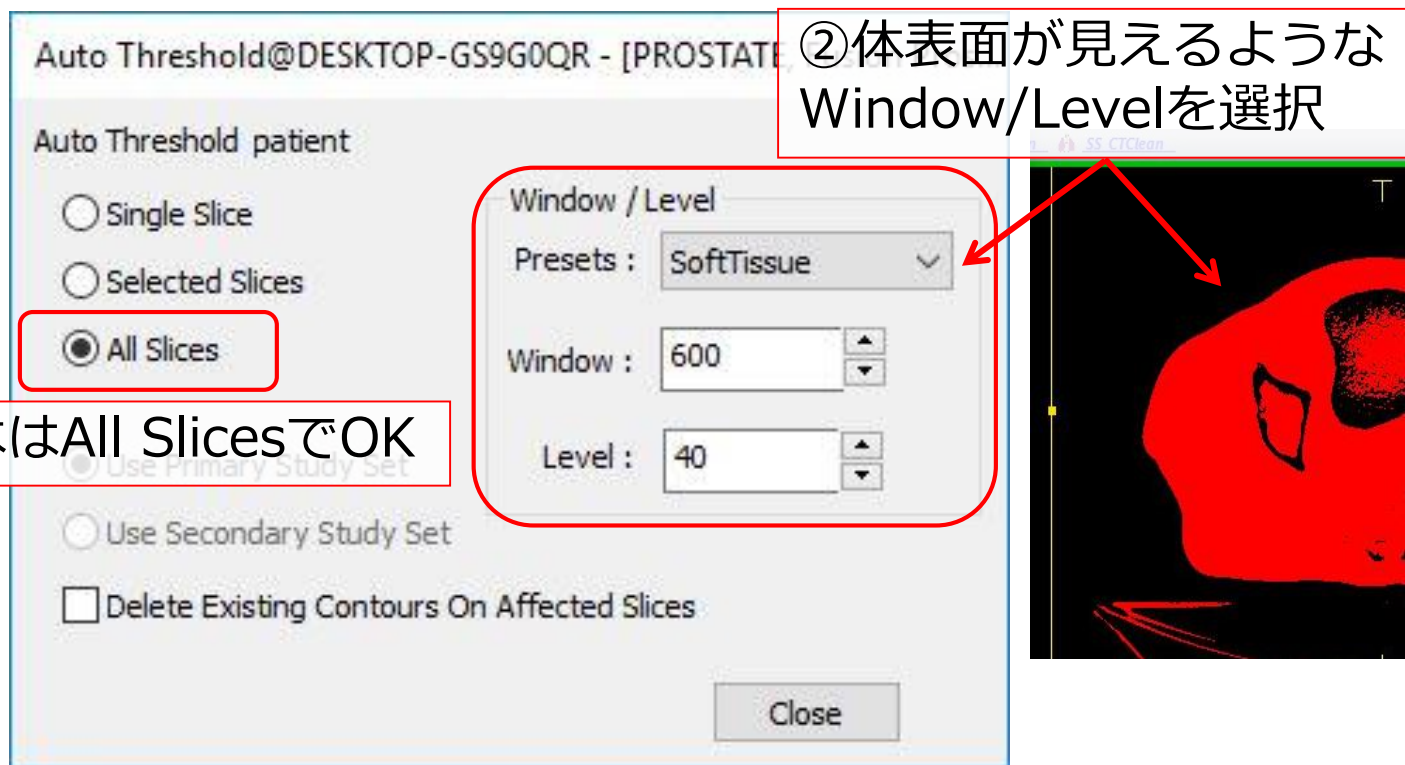 Auto Threshold@DESKTOP-GS9G0QR - [PROSTATE,
②体表面が見えるような
Window/Levelを選択
Auto Threshold patient
Single Slice
Selected Slices
All Slices
はAll SlicesでOK
Use Primary Study Set
Use Secondary Study Set
Delete Existing Contours On Affected Slices
Window / Level
Presets : SoftTissue
Window : 600
Level : 40
Close
SS CTClean
T